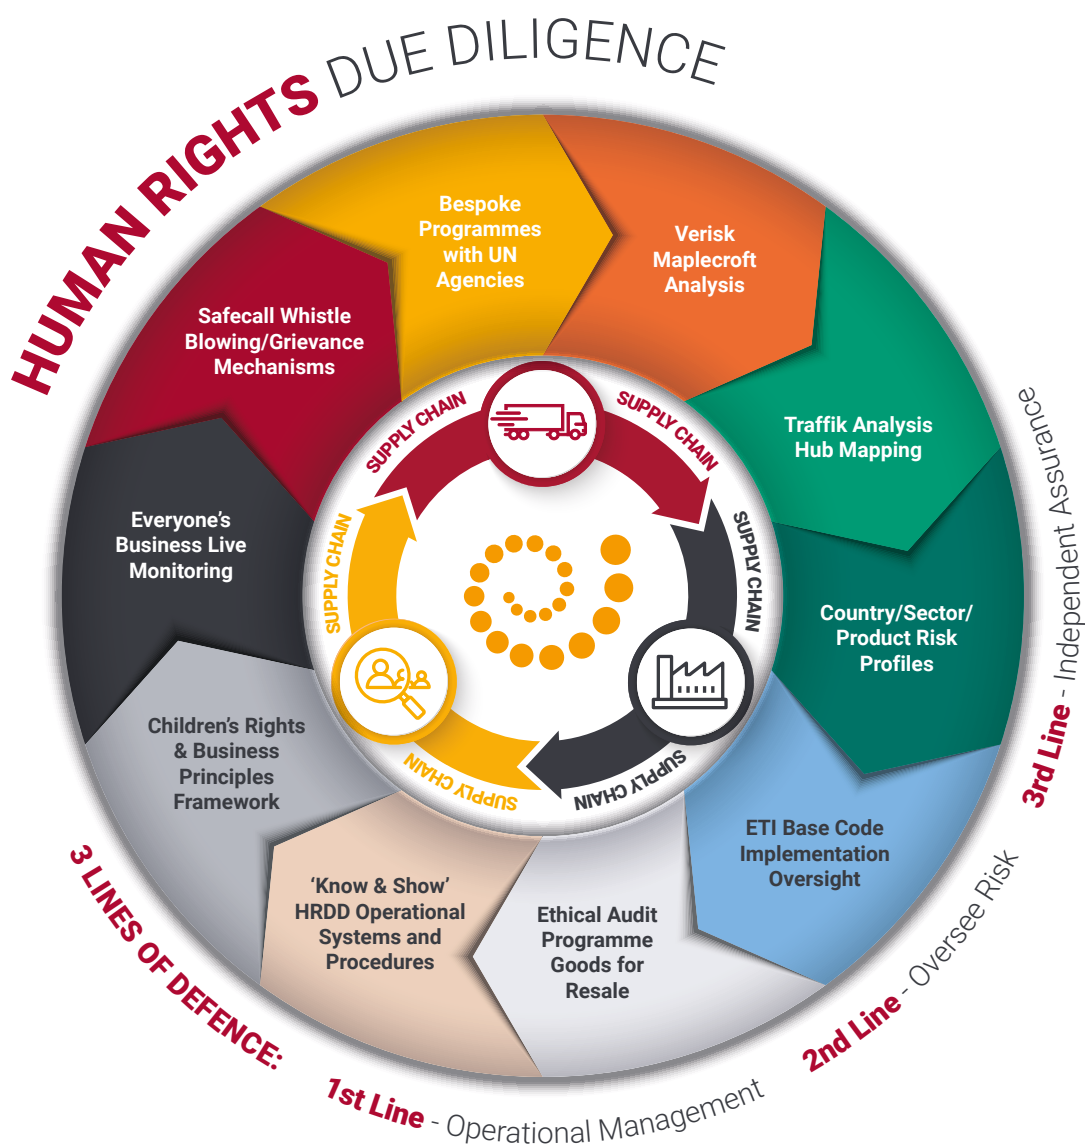 HUMAN RIGHTS DUE DILIGENCE
Bespoke
Programmes
with UN
Agencies
Verisk
Maplecroft
Analysis
Traffik Analysis
Hub Mapping
Country/Sector/
Product Risk
Profiles
ETI Base Code
Implementation
Oversight
Ethical Audit
Programme
Goods for
Resale
‘Know & Show’
HRDD Operational
Systems and
Procedures
Children’s Rights
& Business
Principles
Framework
Everyone’s
Business Live
Monitoring
Safecall Whistle
Blowing/Grievance
Mechanisms
SUPPLY CHAIN
SUPPLY CHAIN
SUPPLY CHAIN
SUPPLY CHAIN
SUPPLY CHAIN
SUPPLY CHAIN
3 LINES OF DEFENCE:
1st Line - Operational Management
2nd Line - Oversee Risk
3rd Line - Independent Assurance